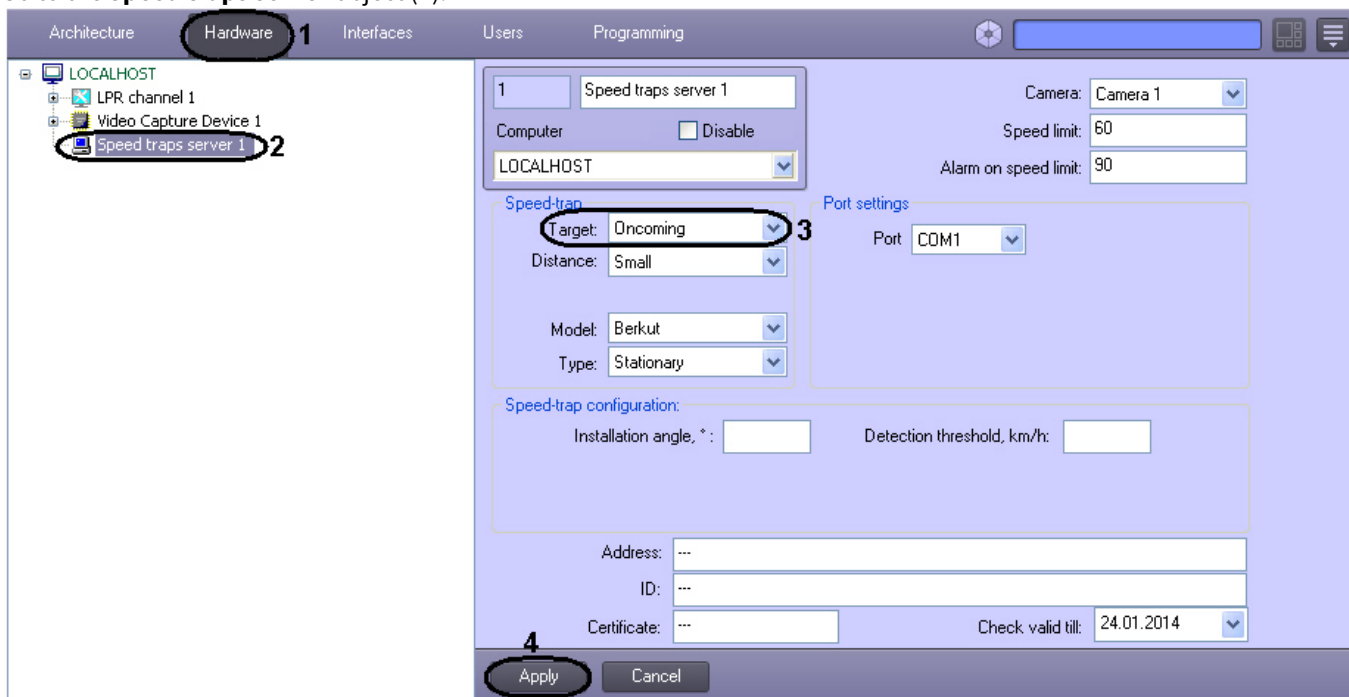 Architecture Hardware 1 Interfaces Users Programming
LOCALHOST
LPR channel 1
Video Capture Device 1
Speed traps server 1 2
1 Speed traps server 1
Computer Disable
LOCALHOST
Camera: Camera 1
Speed limit: 60
Alarm on speed limit: 90
Speed-trap
Target: Oncoming 3
Distance: Small
Model: Berkut
Type: Stationary
Port settings
Port COM1
Speed-trap configuration:
Installation angle, ° : Detection threshold, km/h:
Address: ---
ID: ---
Certificate: --- Check valid till: 24.01.2014
4
Apply Cancel